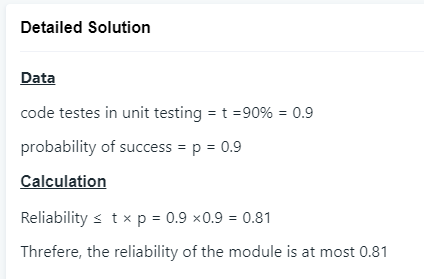 Detailed Solution
Data
code testes in unit testing = t =90% = 0.9
probability of success = p = 0.9
Calculation
Reliability ≤ t × p = 0.9 ×0.9 = 0.81
Threfere, the reliability of the module is at most 0.81